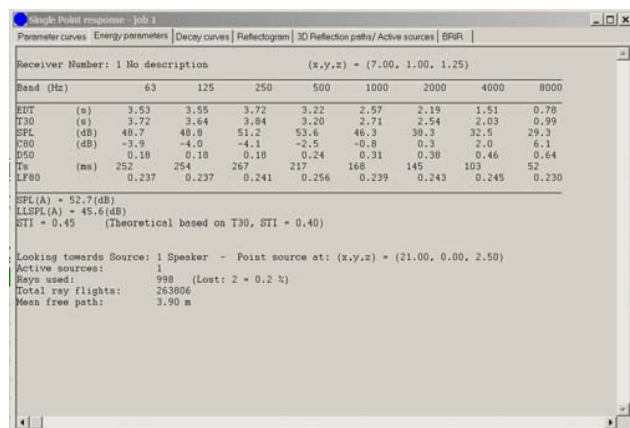 Single Point response - job 1
Parameter curves Energy parameters Decay curves Reflectogram 3D Reflection paths/ Active sources BRIR
Receiver Number: 1 No description (x,y,z) = (7.00, 1.00, 1.25)
Band (Hz) 63 125 250 500 1000 2000 4000 8000
EDT (s) 3.53 3.55 3.72 3.22 2.57 2.19 1.51 0.78
T30 (s) 3.72 3.64 3.84 3.20 2.71 2.54 2.03 0.99
SPL (dB) 48.7 48.8 51.2 53.6 46.3 38.3 32.5 29.3
C80 (dB) -3.9 -4.0 -4.1 -2.5 -0.8 0.3 2.0 6.1
D50 0.18 0.18 0.18 0.24 0.31 0.38 0.46 0.64
Ts (ms) 252 254 267 217 168 145 103 52
LF80 0.237 0.237 0.241 0.256 0.239 0.243 0.245 0.230
SPL(A) = 52.7(dB)
LLSPL(A) = 45.6(dB)
STI = 0.45 (Theoretical based on T30, STI = 0.40)
Looking towards Source: 1 Speaker - Point source at: (x,y,z) = (21.00, 0.00, 2.50)
Active sources: 1
Rays used: 998 (Lost: 2 = 0.2 %)
Total ray flights: 263806
Mean free path: 3.90 m